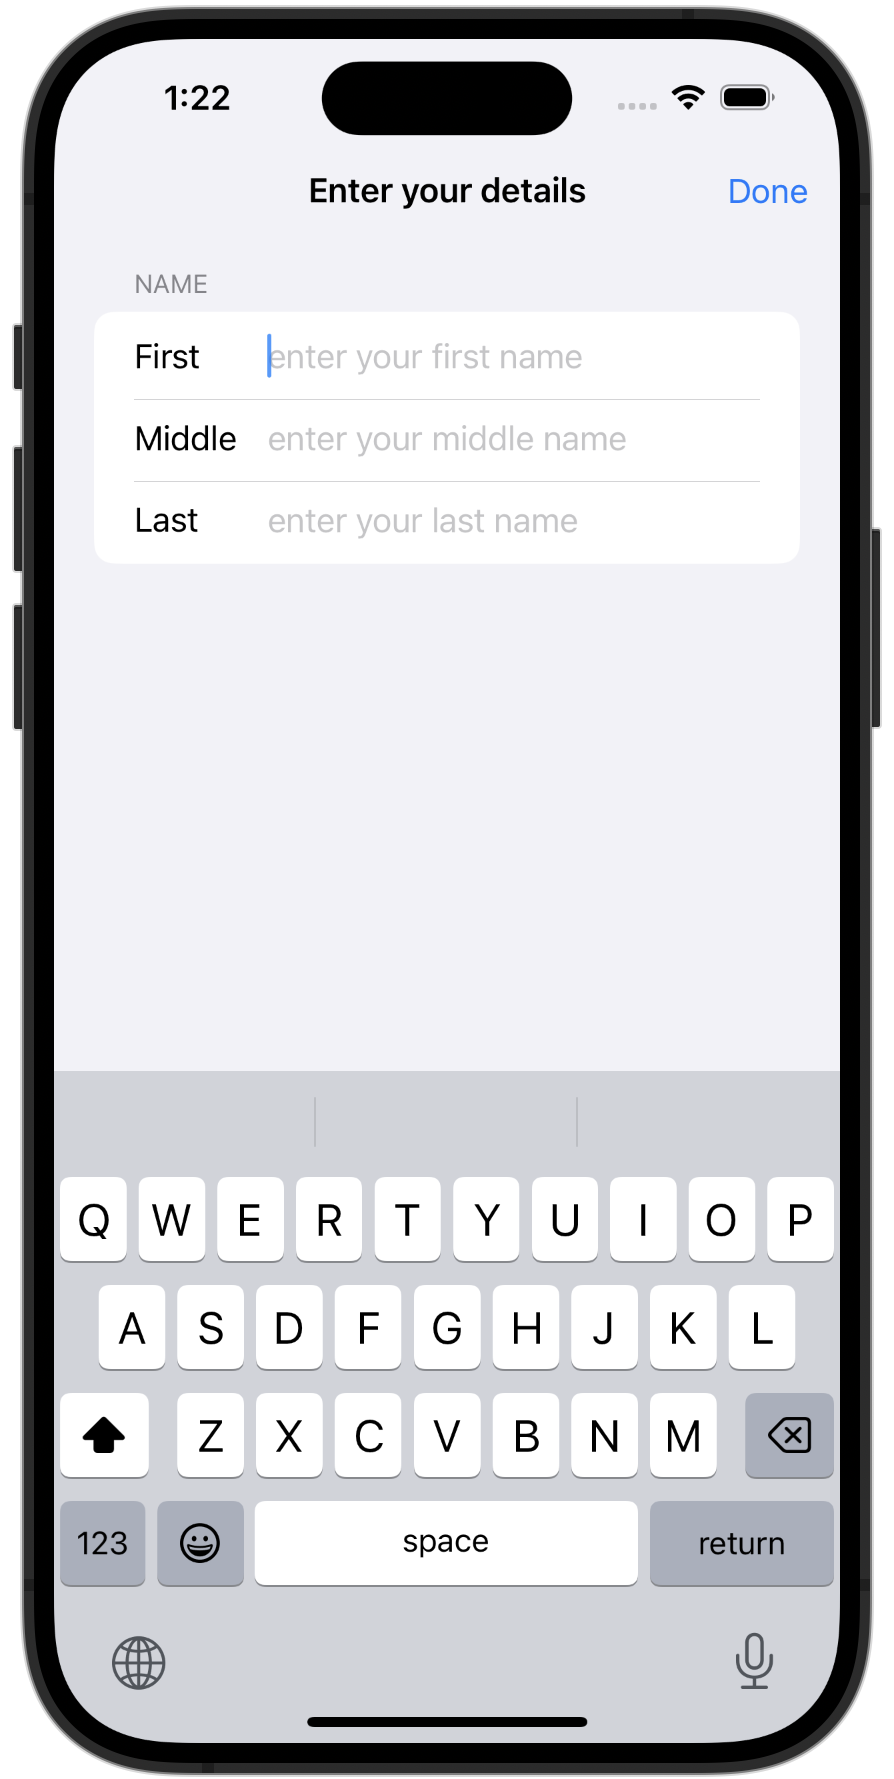 1:22
Enter your details Done
NAME
First enter your first name
Middle enter your middle name
Last enter your last name
Q W E R T Y U I O P
A S D F G H J K L
Z X C V B N M
123 space return